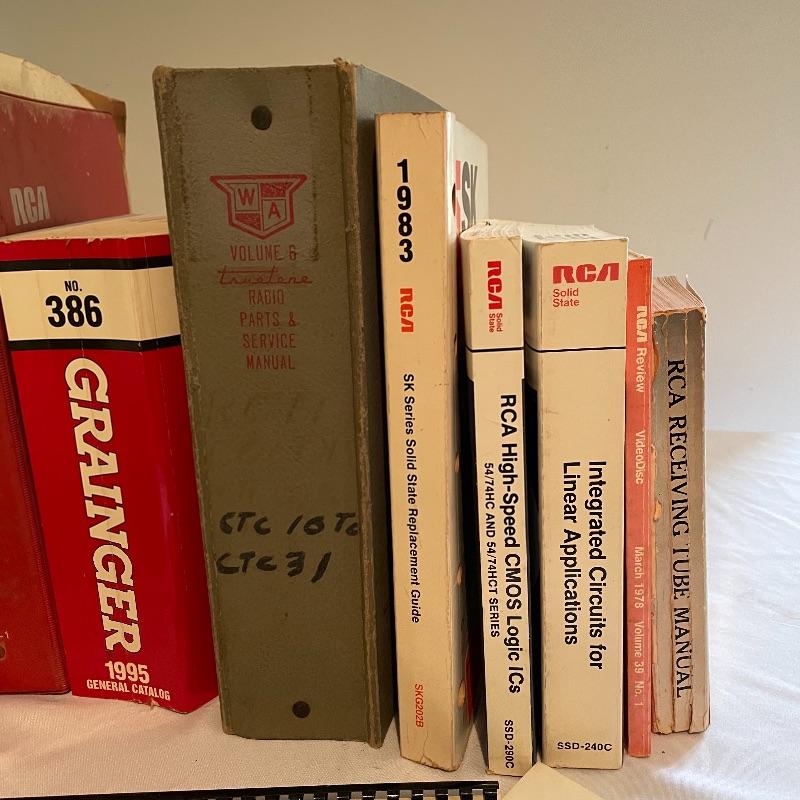 RCA
NO.
386
GRAINGER
1995
GENERAL CATALOG
W A
VOLUME 6
truetone
RADIO
PARTS &
SERVICE
MANUAL
CTC 16 TO
CTC 31
1983
RCA
SK Series Solid State Replacement Guide
SKG202B
SK
RCA
Solid
State
RCA High-Speed CMOS Logic ICs
54/74HC AND 54/74HCT SERIES
SSD-290C
RCA
Solid
State
Integrated Circuits for
Linear Applications
SSD-240C
RCA Review VideoDisc March 1978 Volume 39 No. 1
RCA RECEIVING TUBE MANUAL